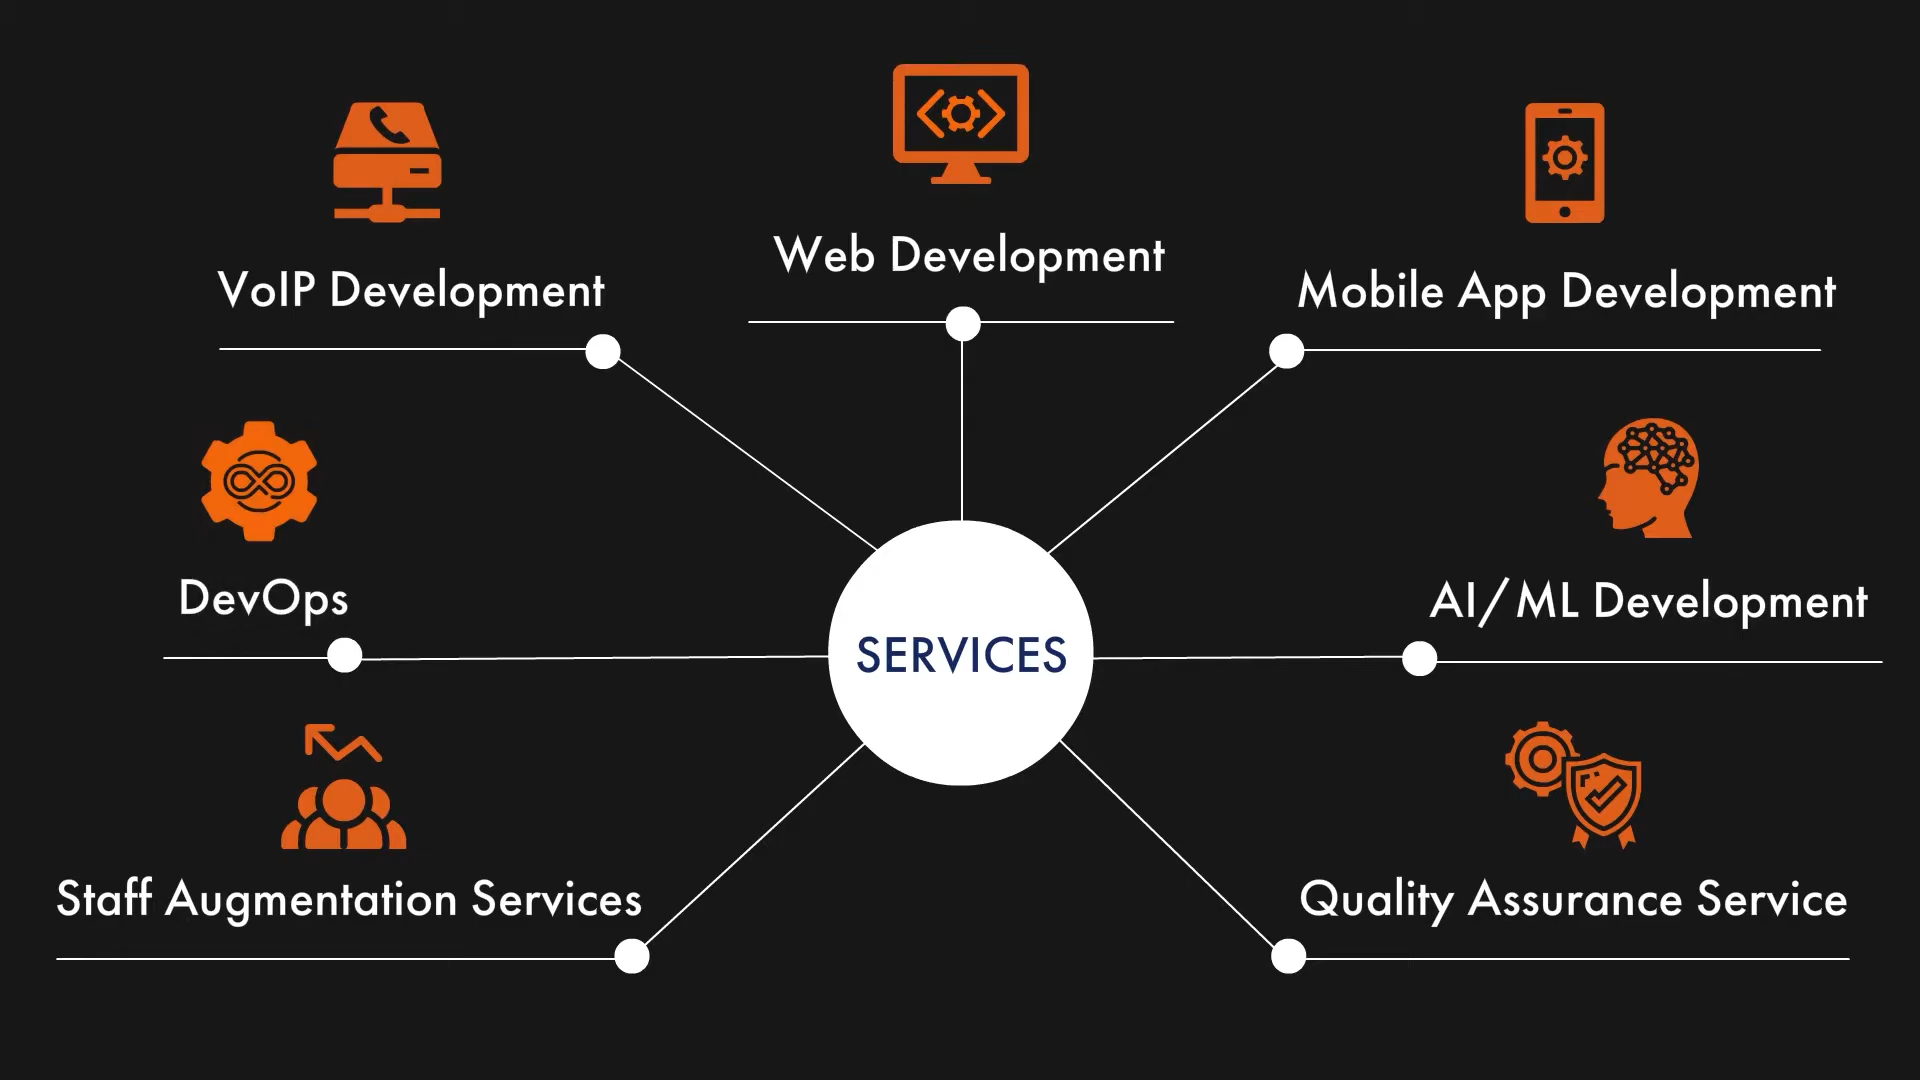 Web Development
VoIP Development
Mobile App Development
DevOps
AI/ML Development
SERVICES
Staff Augmentation Services
Quality Assurance Service